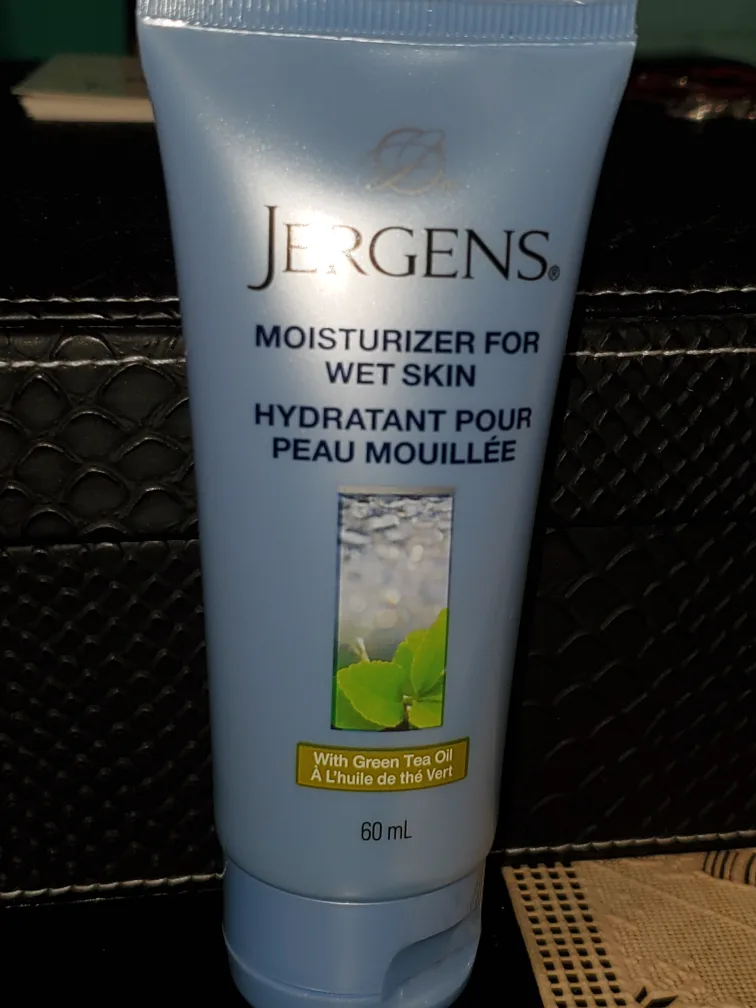 JERGENS®
MOISTURIZER FOR
WET SKIN
HYDRATANT POUR
PEAU MOUILLÉE
With Green Tea Oil
À L'huile de thé Vert
60 mL